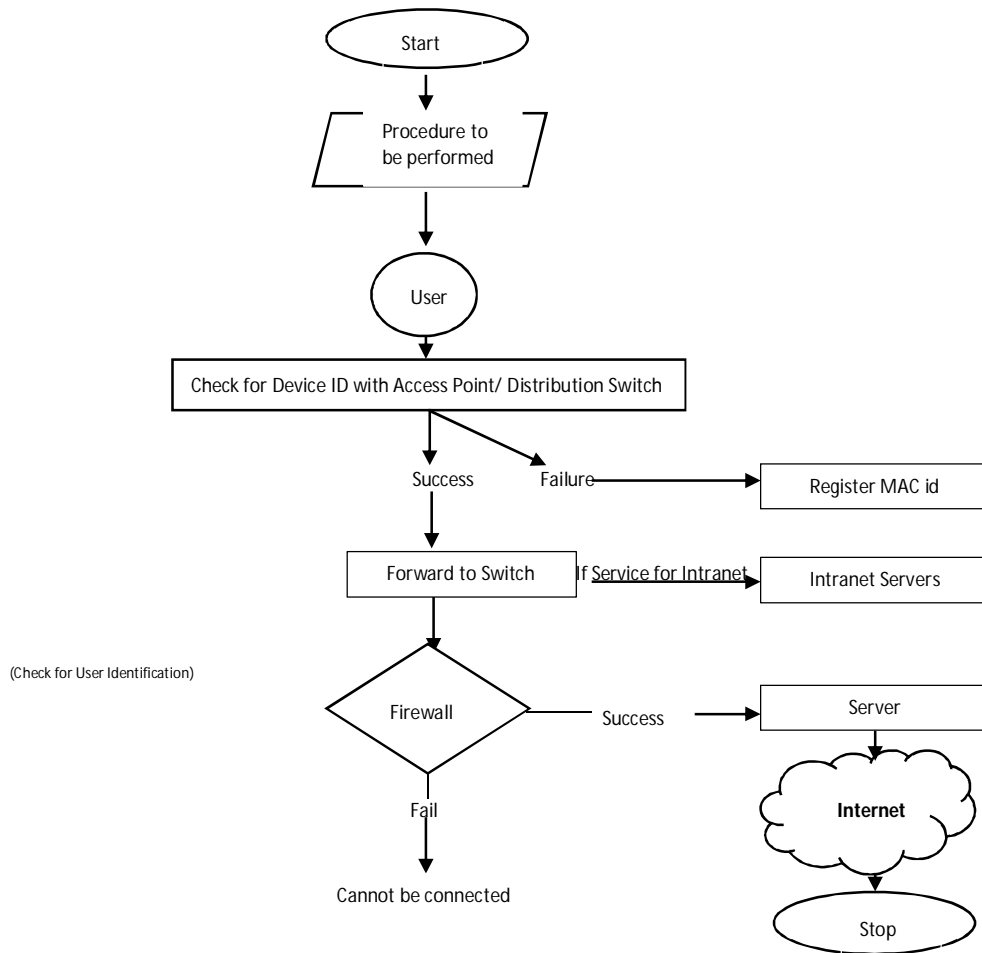 Start
Procedure to
be performed
User
Check for Device ID with Access Point/ Distribution Switch
Success
Failure
Register MAC id
Forward to Switch
If Service for Intranet
Intranet Servers
(Check for User Identification)
Firewall
Success
Server
Fail
Internet
Cannot be connected
Stop